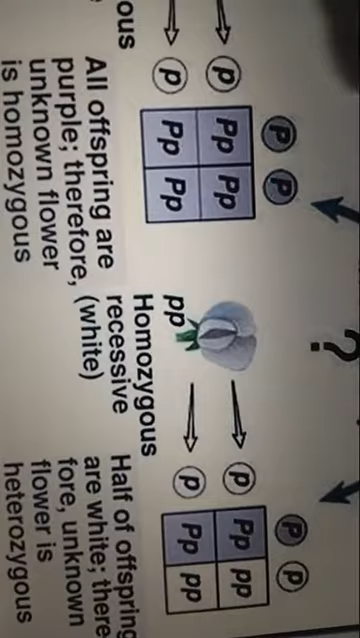 ?
P P
p Pp Pp
p Pp Pp
ous
All offspring are
purple; therefore,
unknown flower
is homozygous
pp
Homozygous
recessive
(white)
P p
p Pp pp
p Pp pp
Half of offspring
are white; there
fore, unknown
flower is
heterozygous